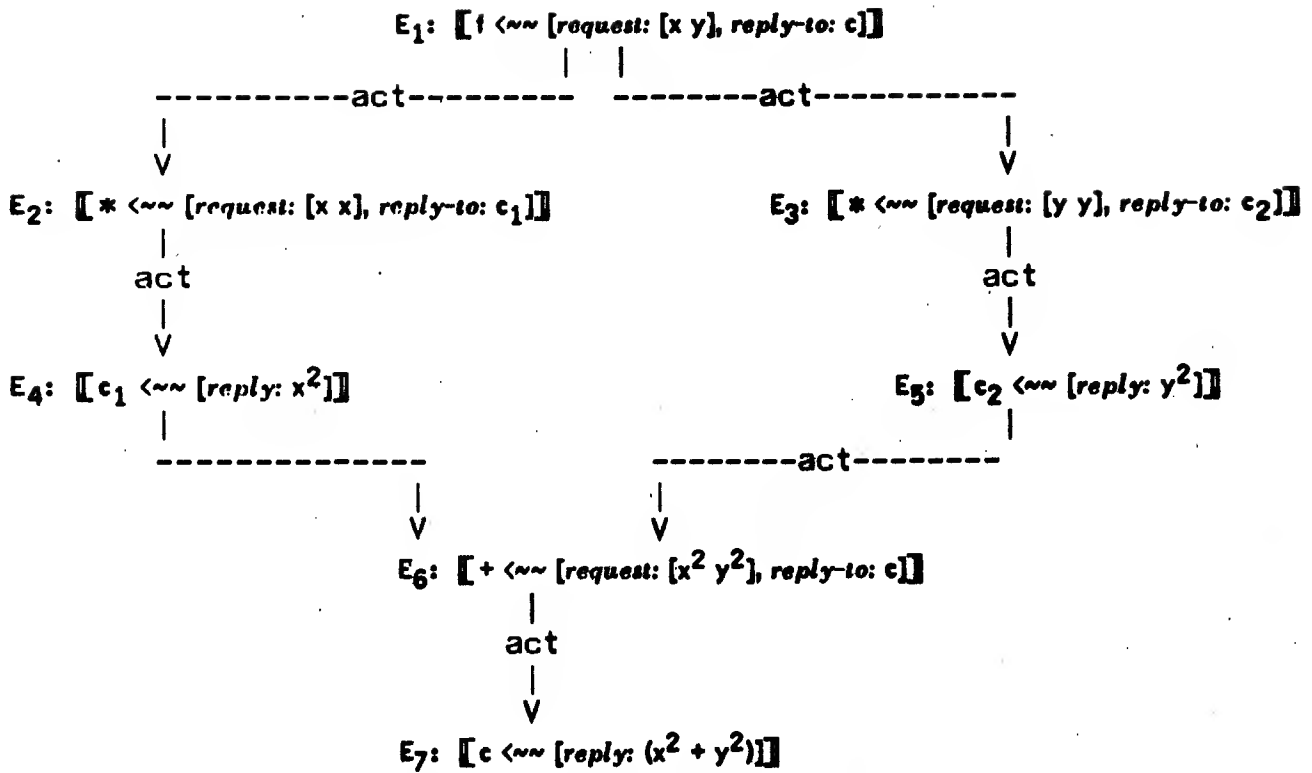 E₁: ⟦f <~~ [request: [x y], reply-to: c]⟧
act act
E₂: ⟦* <~~ [request: [x x], reply-to: c₁]⟧ E₃: ⟦* <~~ [request: [y y], reply-to: c₂]⟧
act act
E₄: ⟦c₁ <~~ [reply: x²]⟧ E₅: ⟦c₂ <~~ [reply: y²]⟧
act
E₆: ⟦+ <~~ [request: [x² y²], reply-to: c]⟧
act
E₇: ⟦c <~~ [reply: (x² + y²)]⟧